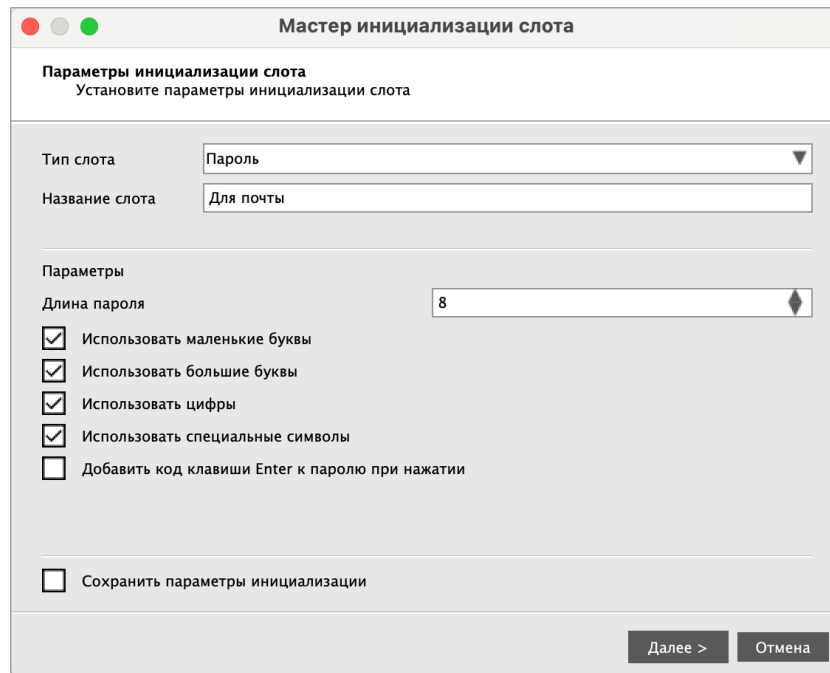 Мастер инициализации слота
Параметры инициализации слота
Установите параметры инициализации слота
Тип слота Пароль
Название слота Для почты
Параметры
Длина пароля 8
Использовать маленькие буквы
Использовать большие буквы
Использовать цифры
Использовать специальные символы
Добавить код клавиши Enter к паролю при нажатии
Сохранить параметры инициализации
Далее > Отмена